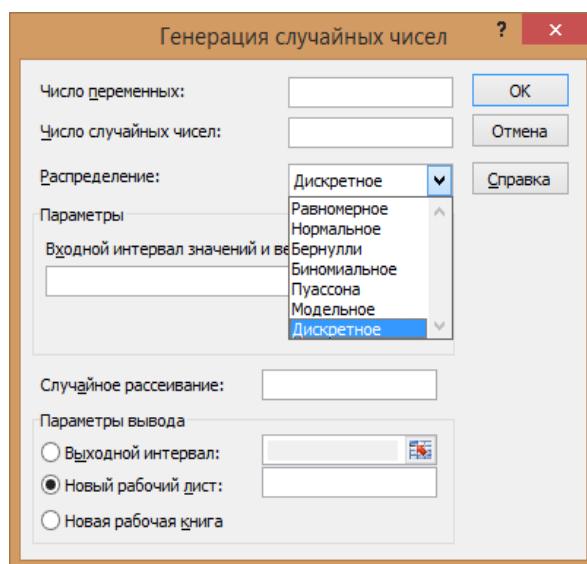 Генерация случайных чисел
? ×
Число переменных:
OK
Число случайных чисел:
Отмена
Распределение:
Дискретное
Справка
Равномерное
Нормальное
Бернулли
Биномиальное
Пуассона
Модельное
Дискретное
Параметры
Входной интервал значений и ве
Случайное рассеивание:
Параметры вывода
Выходной интервал:
Новый рабочий лист:
Новая рабочая книга